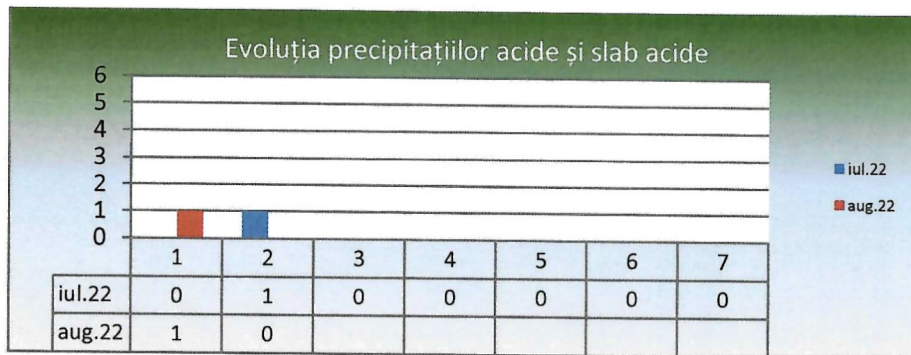 Evoluția precipitațiilor acide și slab acide
6
5
4
3
2
1
0
iul.22
aug.22
1 2 3 4 5 6 7
iul.22 0 1 0 0 0 0 0
aug.22 1 0